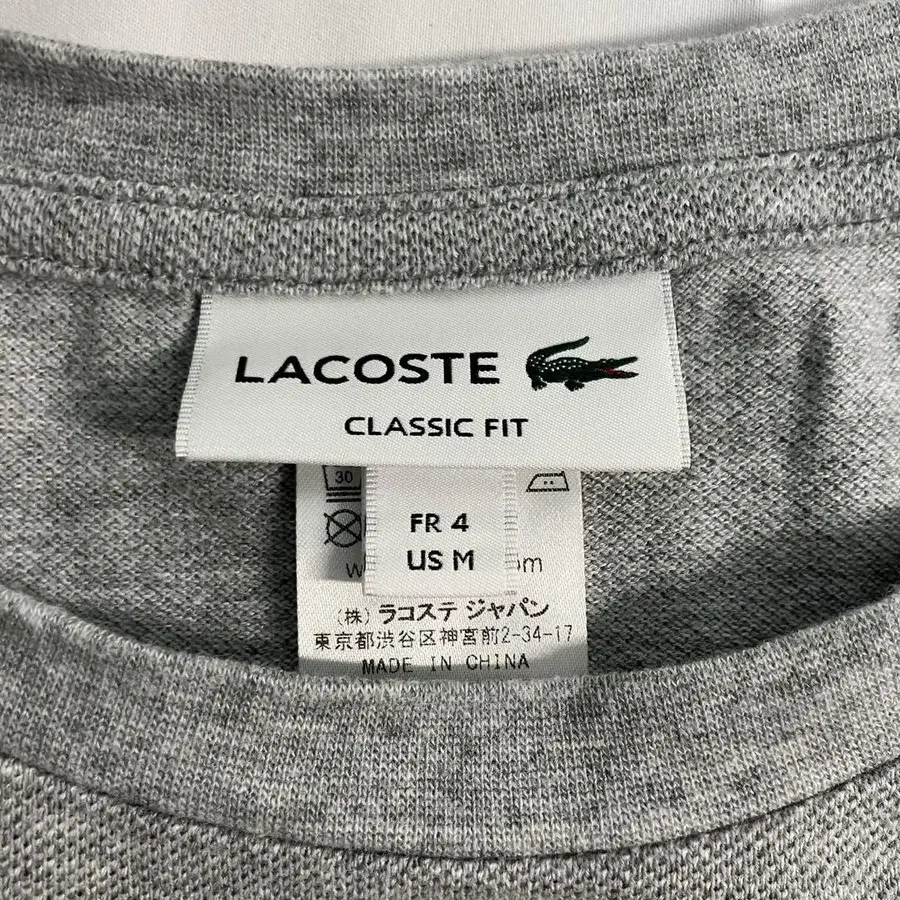 LACOSTE
CLASSIC FIT
30
FR 4
US M
(株) ラコステ ジャパン
東京都渋谷区神宮前2-34-17
MADE IN CHINA